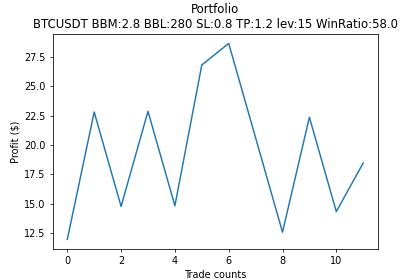 Portfolio
BTCUSDT BBM:2.8 BBL:280 SL:0.8 TP:1.2 lev:15 WinRatio:58.0
27.5
25.0
22.5
20.0
17.5
15.0
12.5
Profit ($)
0 2 4 6 8 10
Trade counts